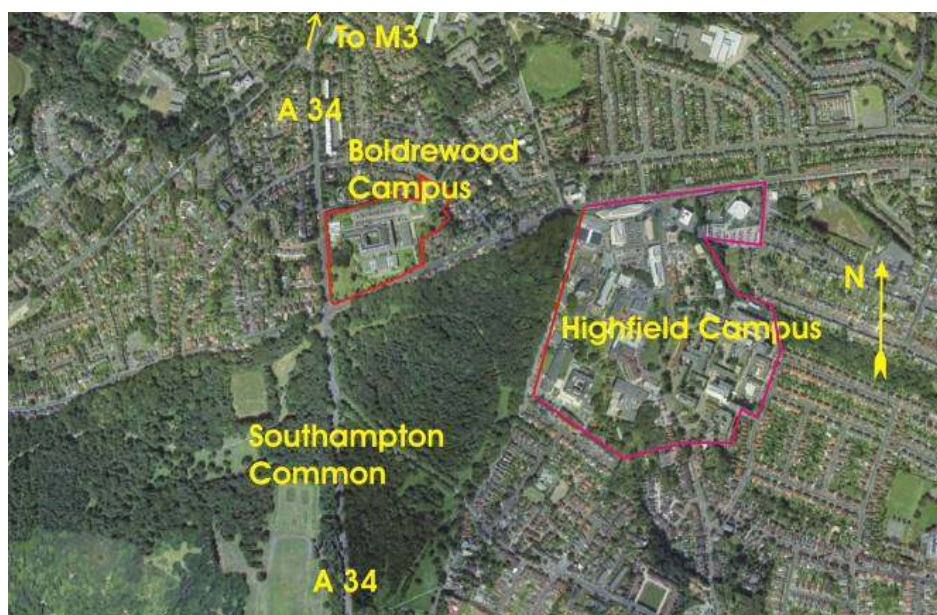 To M3
A 34
Boldrewood
Campus
N
Highfield Campus
Southampton
Common
A 34